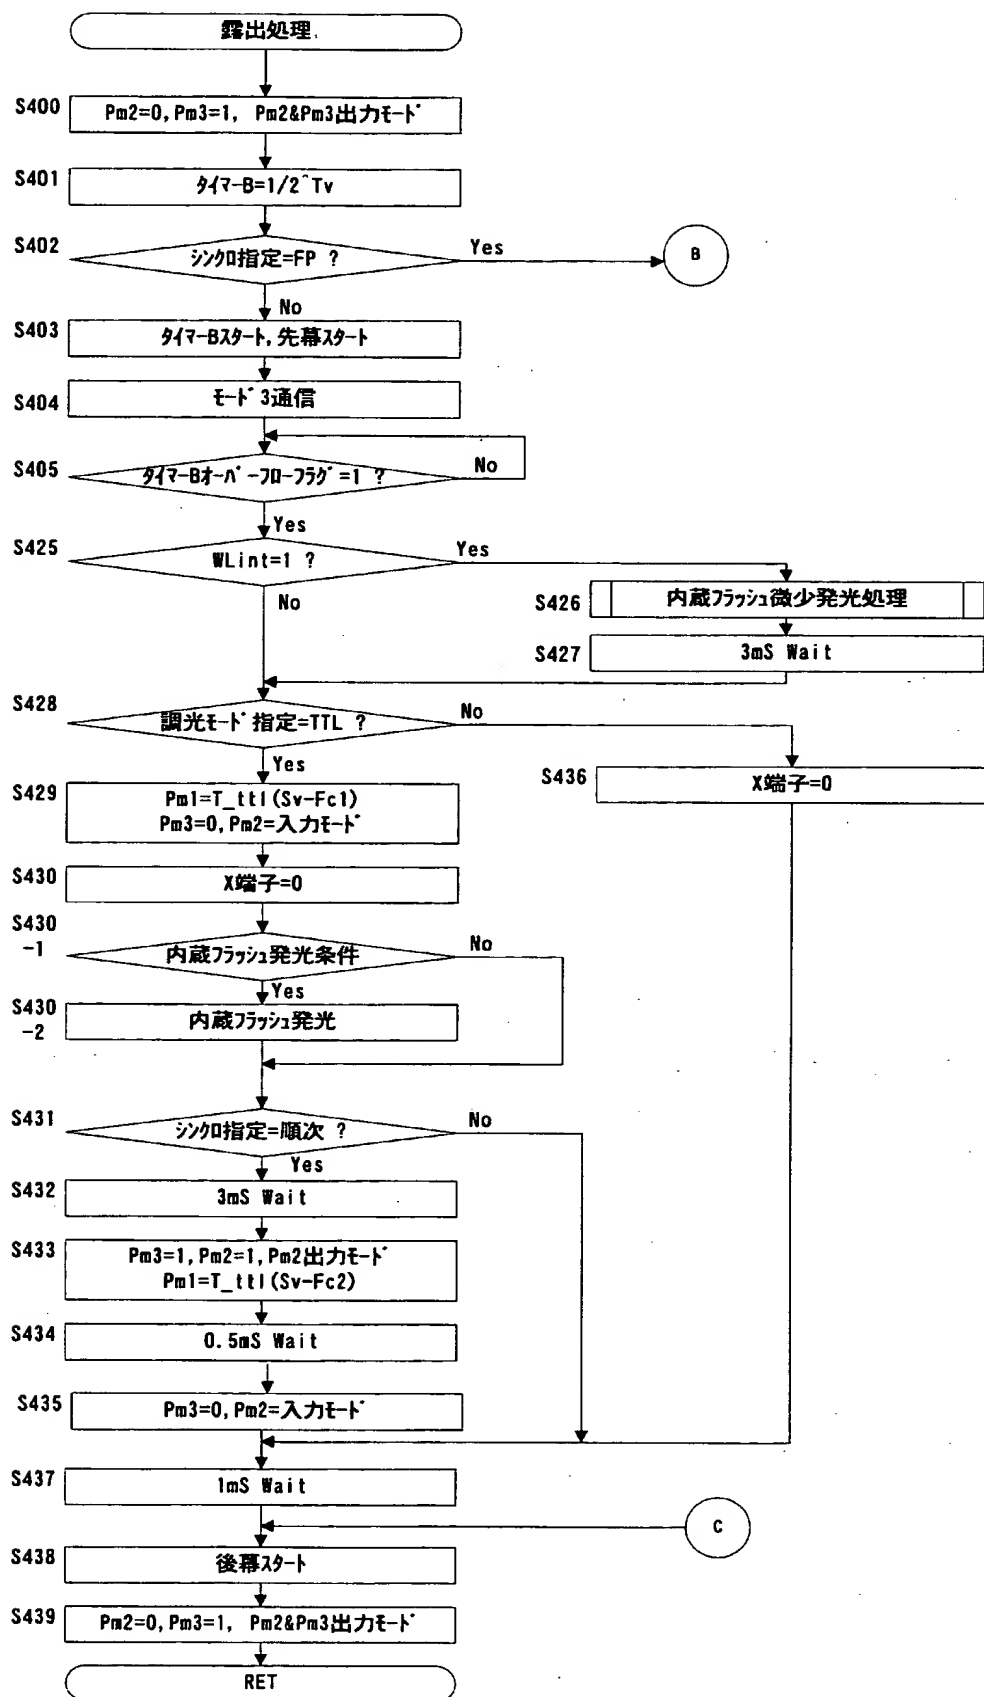 露出処理
S400
Pm2=0,Pm3=1, Pm2&Pm3出力ﾓｰﾄﾞ
S401
ﾀｲﾏｰB=1/2^Tv
S402
ｼﾝｸﾛ指定=FP ?
Yes
B
No
S403
ﾀｲﾏｰBｽﾀｰﾄ,先幕ｽﾀｰﾄ
S404
ﾓｰﾄﾞ3通信
S405
ﾀｲﾏｰBｵｰﾊﾞｰﾌﾛｰﾌﾗｸﾞ=1 ?
No
Yes
S425
WLint=1 ?
Yes
No
S426
内蔵ﾌﾗｯｼｭ微少発光処理
S427
3mS Wait
S428
調光ﾓｰﾄﾞ指定=TTL ?
No
Yes
S429
Pm1=T_ttl(Sv-Fc1)
Pm3=0,Pm2=入力ﾓｰﾄﾞ
S436
X端子=0
S430
X端子=0
S430
-1
内蔵ﾌﾗｯｼｭ発光条件
No
Yes
S430
-2
内蔵ﾌﾗｯｼｭ発光
S431
ｼﾝｸﾛ指定=順次 ?
No
Yes
S432
3mS Wait
S433
Pm3=1,Pm2=1,Pm2出力ﾓｰﾄﾞ
Pm1=T_ttl(Sv-Fc2)
S434
0.5mS Wait
S435
Pm3=0,Pm2=入力ﾓｰﾄﾞ
S437
1mS Wait
C
S438
後幕ｽﾀｰﾄ
S439
Pm2=0,Pm3=1, Pm2&Pm3出力ﾓｰﾄﾞ
RET